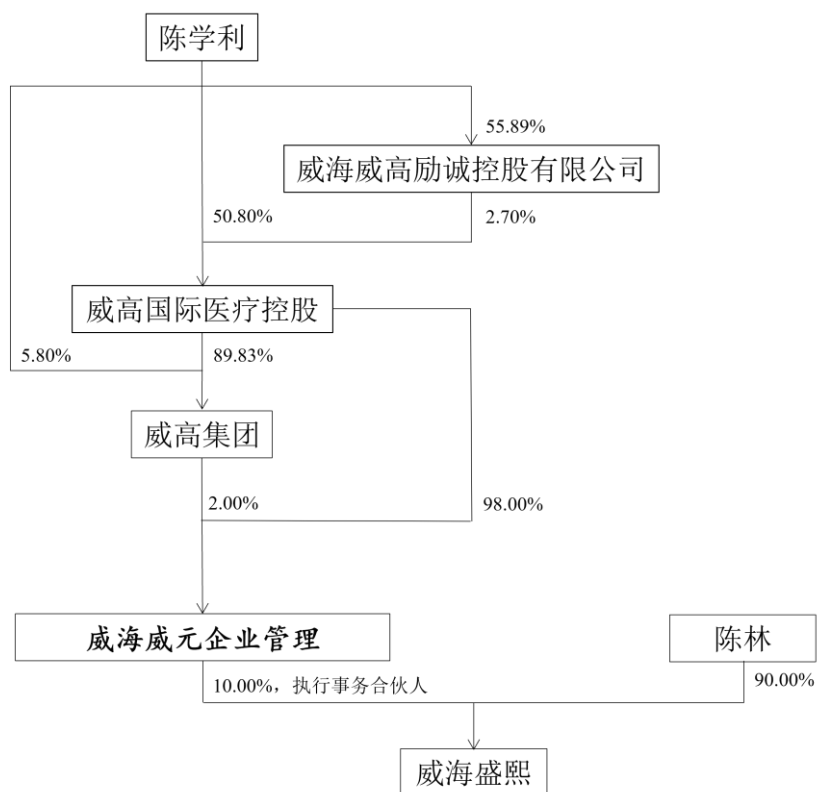 陈学利
55.89%
威海威高励诚控股有限公司
50.80%
2.70%
威高国际医疗控股
5.80%
89.83%
威高集团
2.00%
98.00%
威海威元企业管理
陈林
10.00%，执行事务合伙人
90.00%
威海盛熙